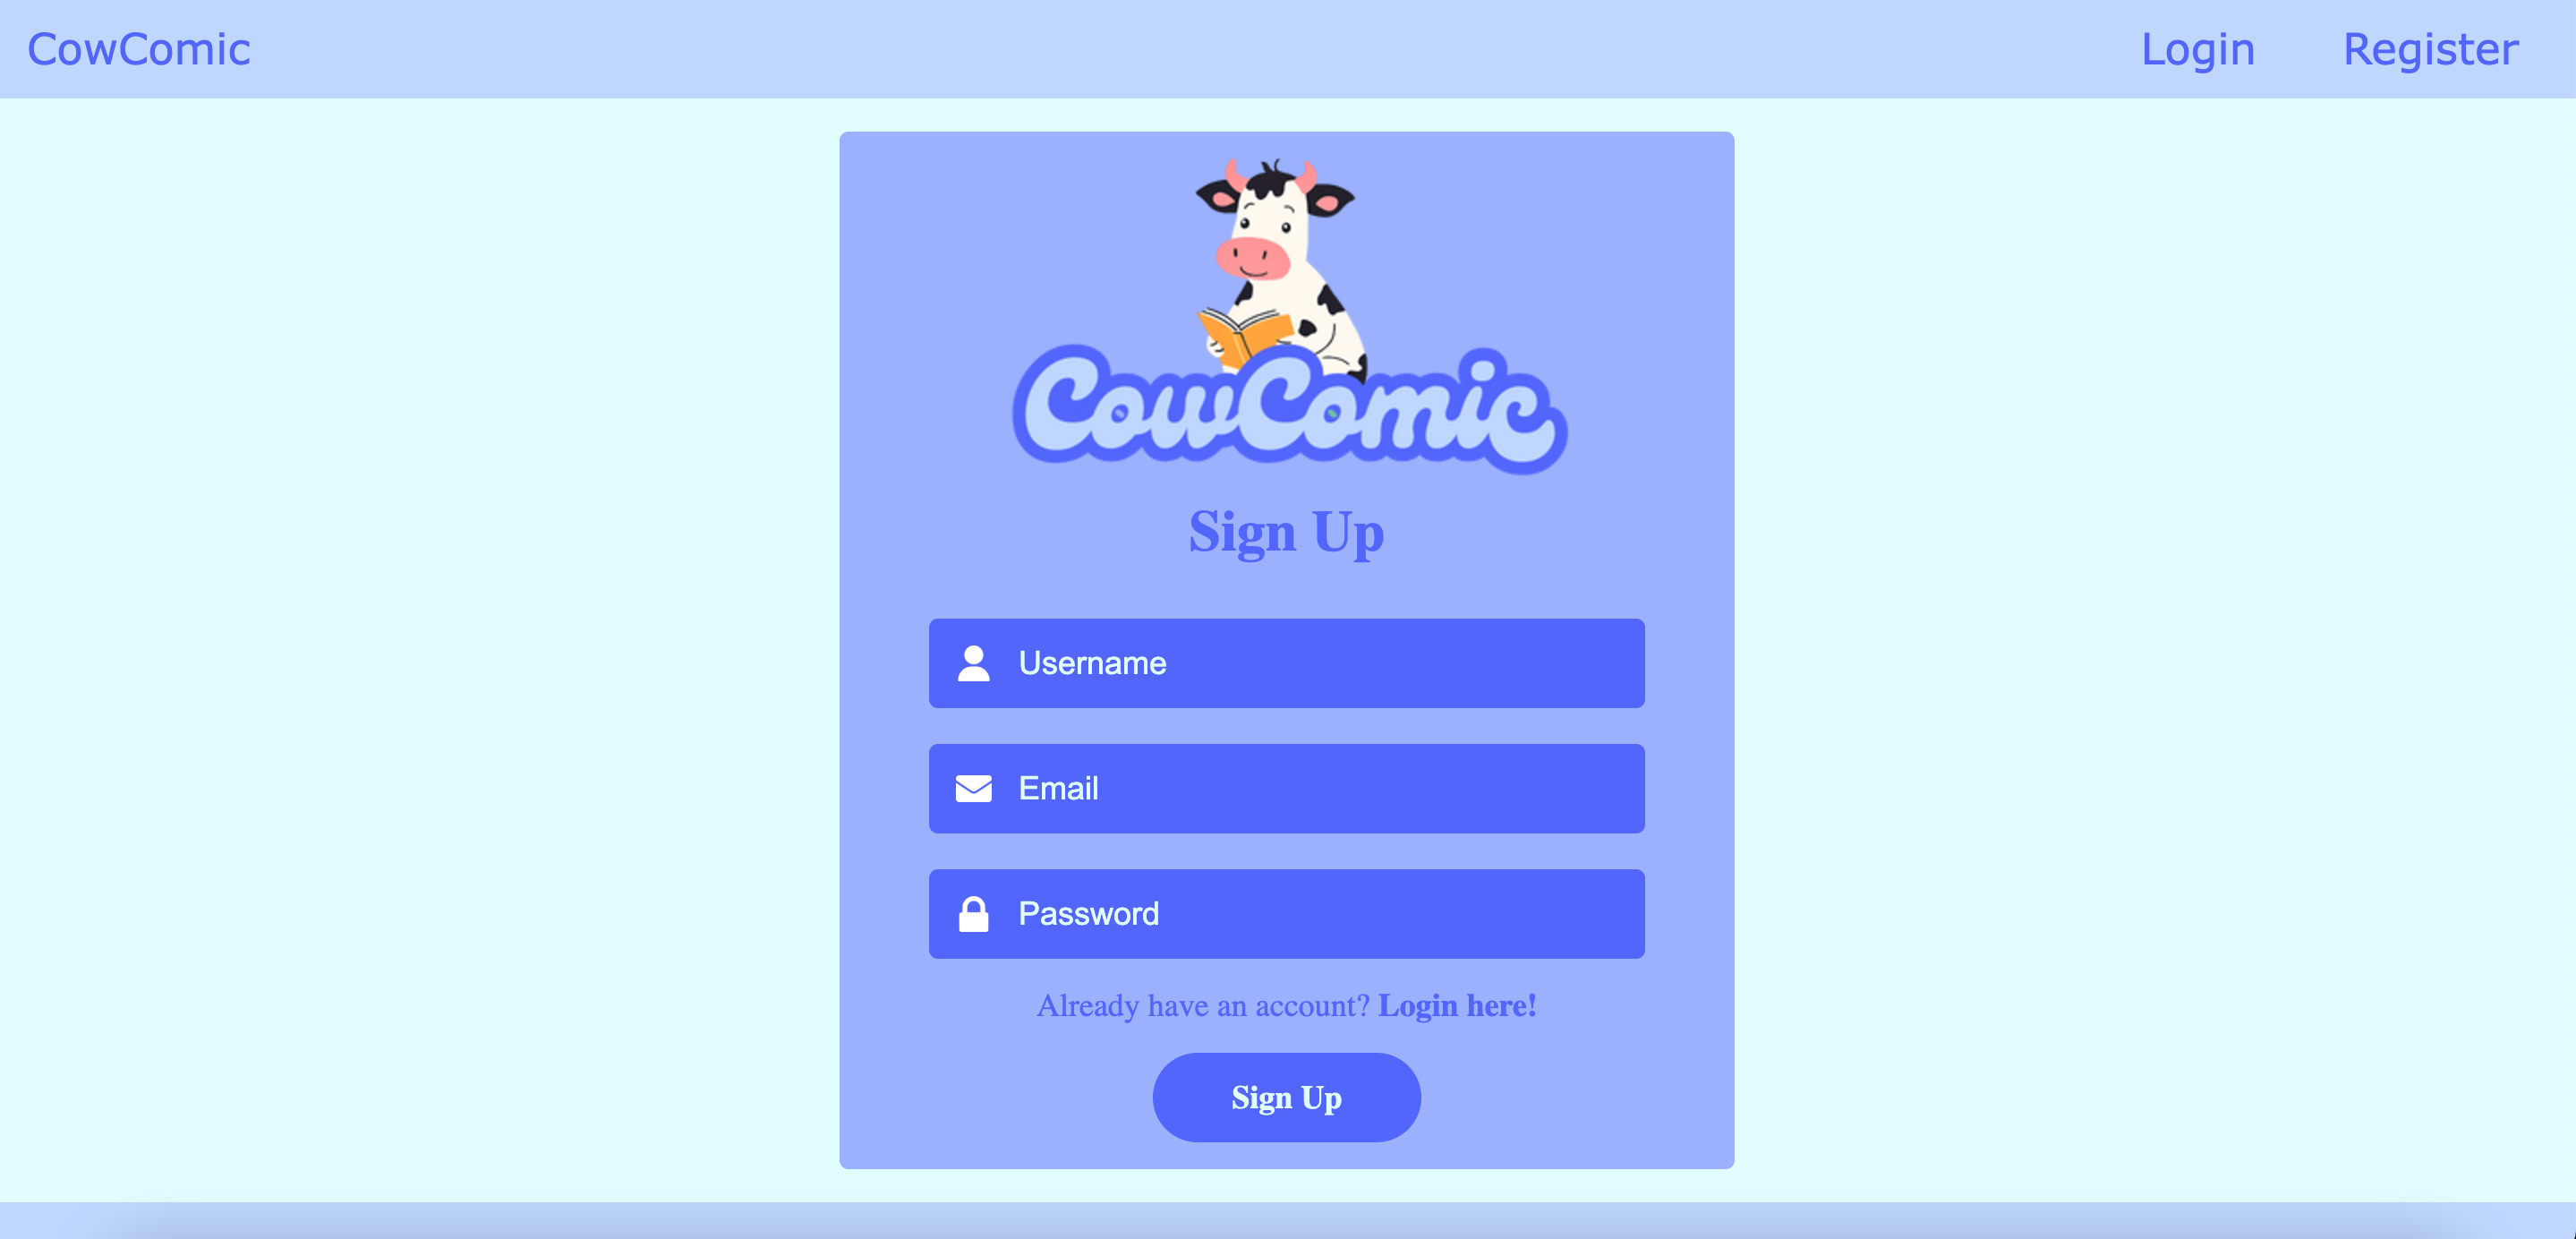 CowComic
Login
Register
CowComic
Sign Up
Username
Email
Password
Already have an account? Login here!
Sign Up